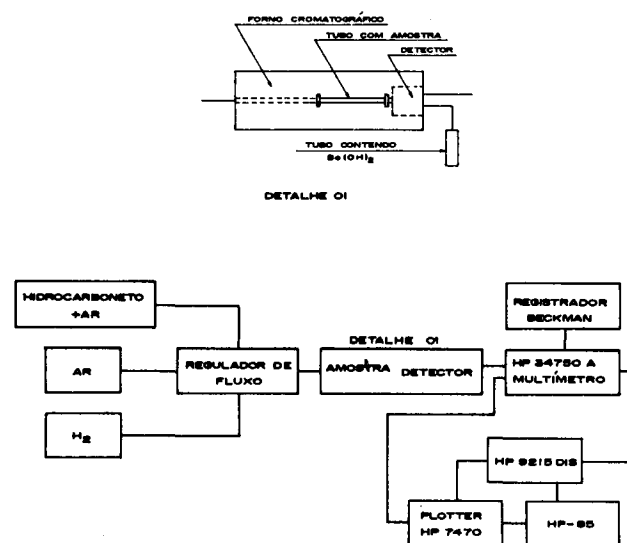 FORNO CROMATOGRÁFICO
TUBO COM AMOSTRA
DETECTOR
TUBO CONTENDO
Ba(OH)₂
DETALHE 01
HIDROCARBONETO
+AR
REGISTRADOR
BECKMAN
DETALHE 01
AR
REGULADOR DE
FLUXO
AMOSTRA DETECTOR
HP 34750 A
MULTÍMETRO
H₂
HP 9215 DIS
PLOTTER
HP 7470
HP-85